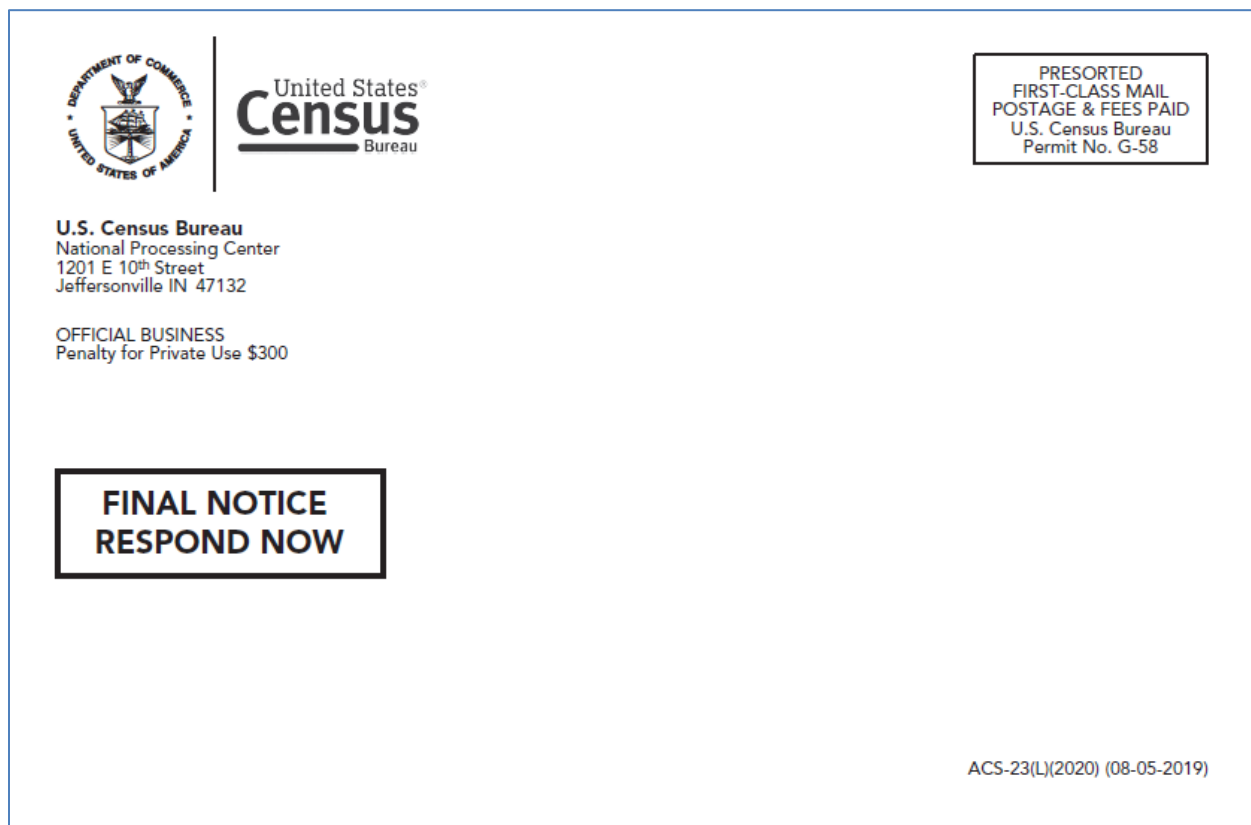 DEPARTMENT OF COMMERCE
UNITED STATES OF AMERICA
United States®
Census
Bureau
PRESORTED
FIRST-CLASS MAIL
POSTAGE & FEES PAID
U.S. Census Bureau
Permit No. G-58
U.S. Census Bureau
National Processing Center
1201 E 10th Street
Jeffersonville IN 47132
OFFICIAL BUSINESS
Penalty for Private Use $300
FINAL NOTICE
RESPOND NOW
ACS-23(L)(2020) (08-05-2019)